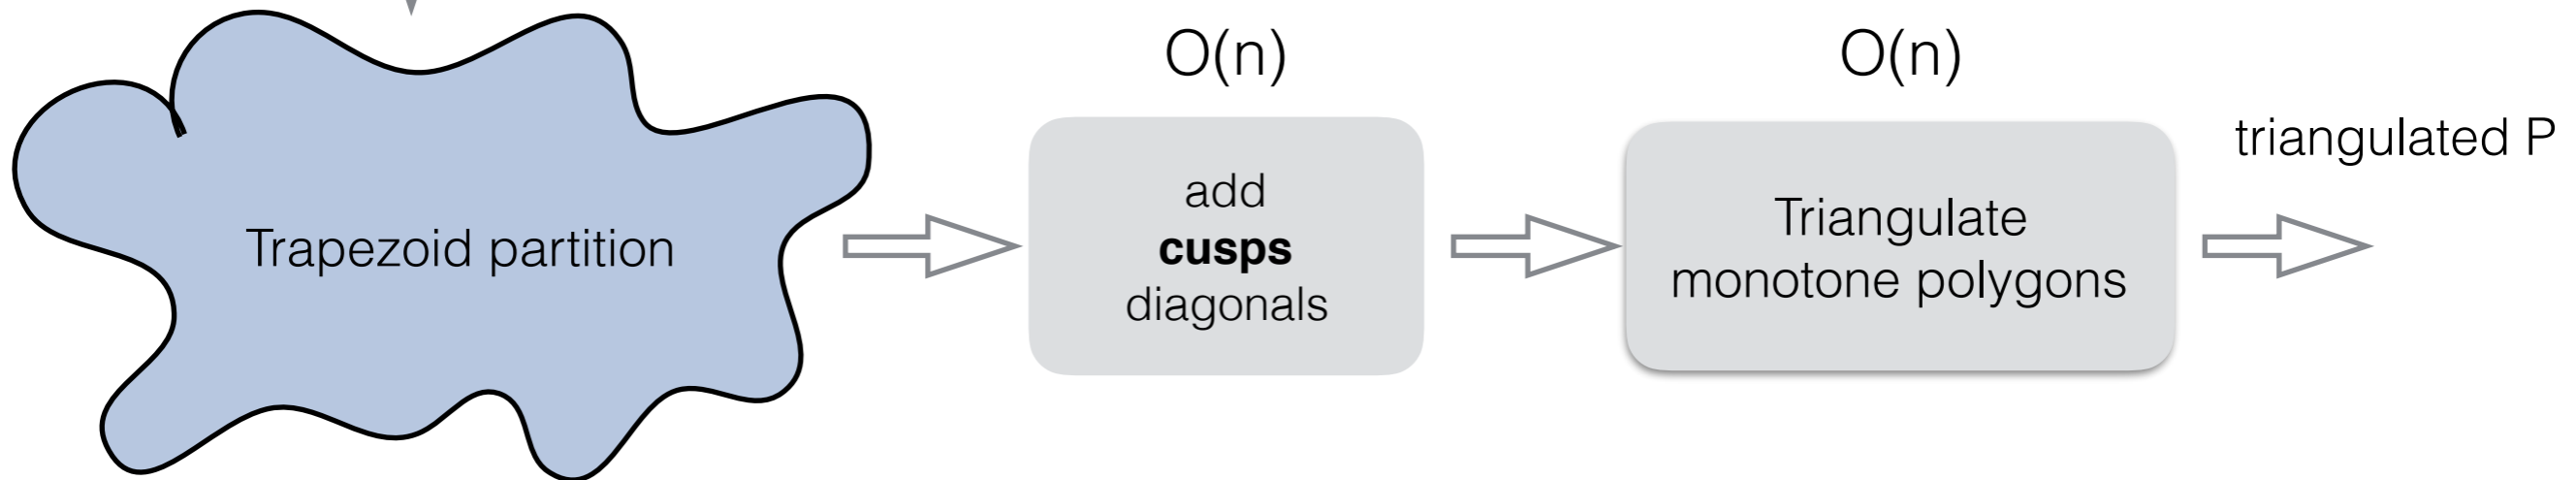 Trapezoid partition
O(n)
add
cusps
diagonals
O(n)
Triangulate
monotone polygons
triangulated P